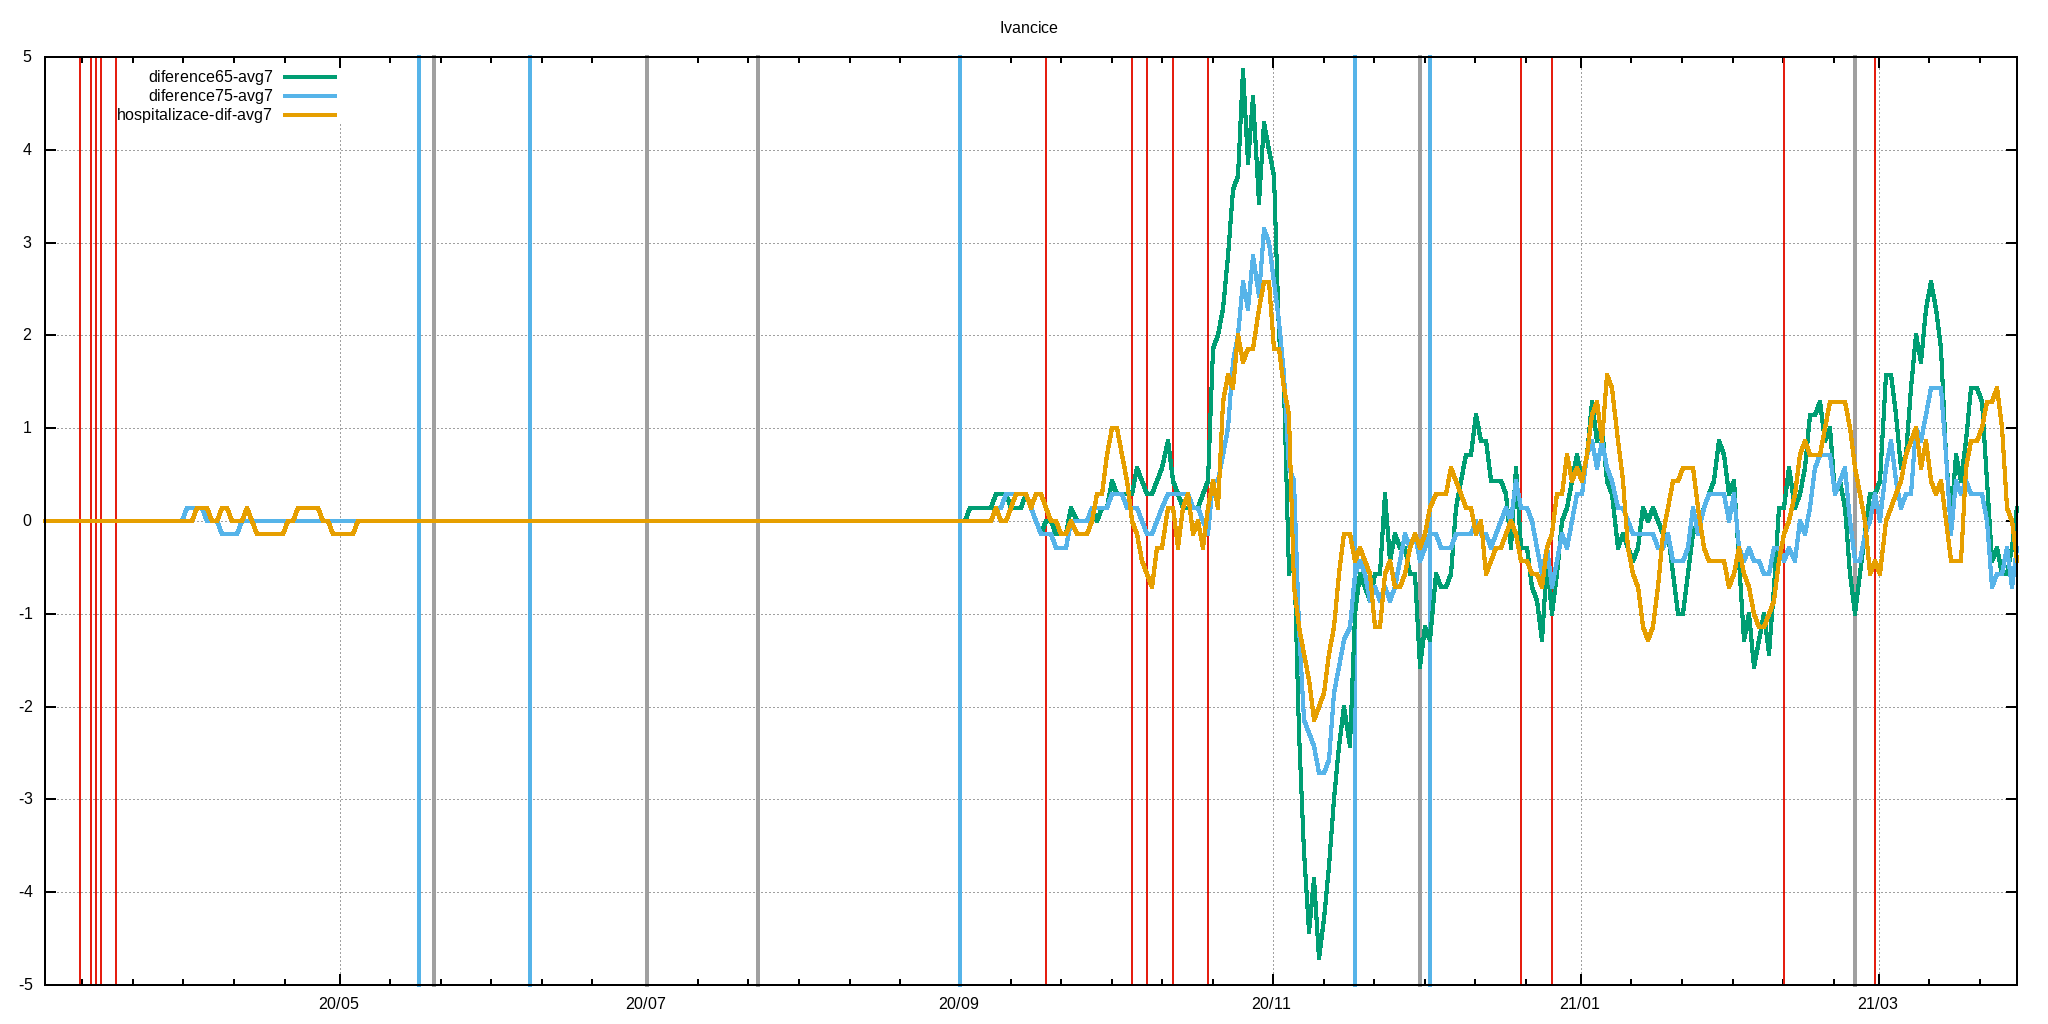 Ivancice
5
diference65-avg7
diference75-avg7
hospitalizace-dif-avg7
4
3
2
1
0
-1
-2
-3
-4
-5
20/05 20/07 20/09 20/11 21/01 21/03